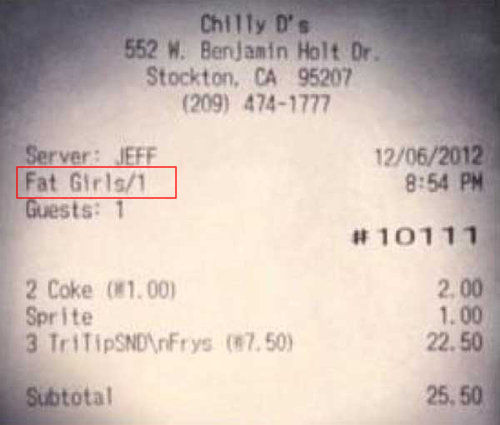 Chilly D's
552 W. Benjamin Holt Dr.
Stockton, CA 95207
(209) 474-1777
Server: JEFF 12/06/2012
Fat Girls/1 8:54 PM
Guests: 1
#10111
2 Coke (@1.00) 2.00
Sprite 1.00
3 TriTipSND\nFrys (@7.50) 22.50
Subtotal 25.50